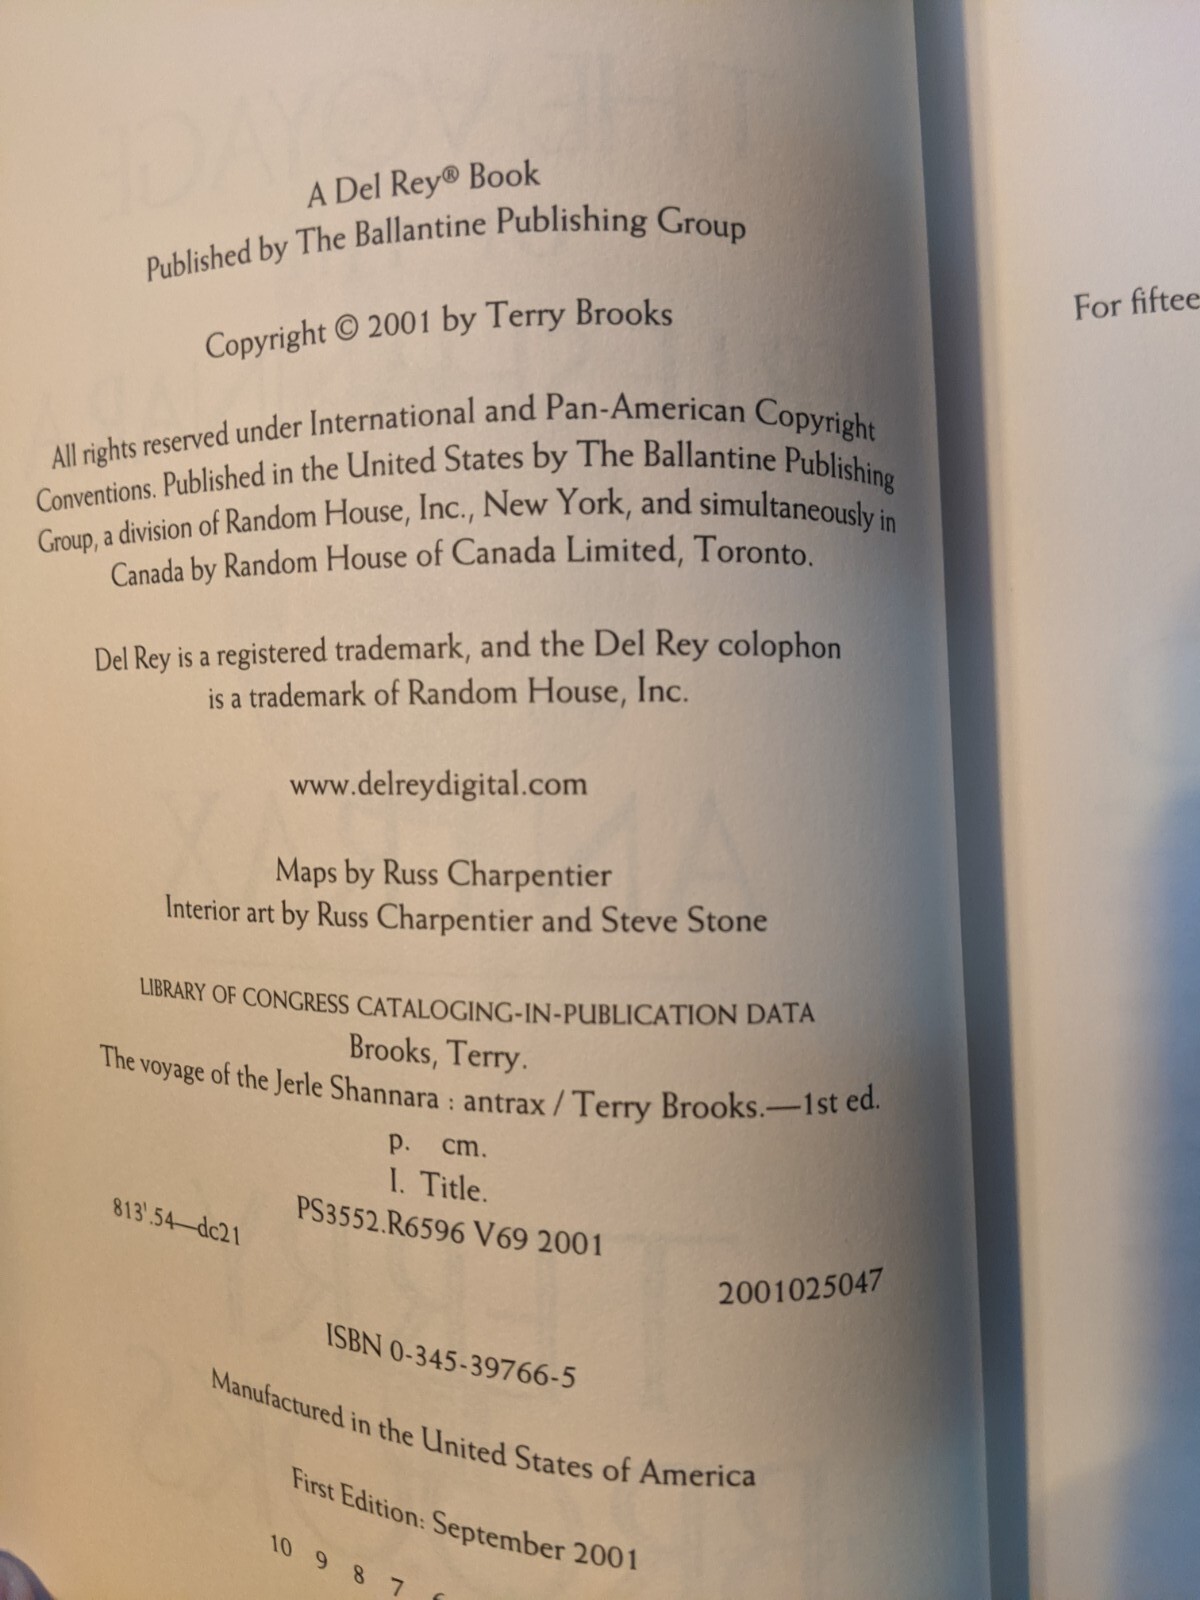 A Del Rey® Book
Published by The Ballantine Publishing Group
Copyright © 2001 by Terry Brooks
All rights reserved under International and Pan-American Copyright
Conventions. Published in the United States by The Ballantine Publishing
Group, a division of Random House, Inc., New York, and simultaneously in
Canada by Random House of Canada Limited, Toronto.
Del Rey is a registered trademark, and the Del Rey colophon
is a trademark of Random House, Inc.
www.delreydigital.com
Maps by Russ Charpentier
Interior art by Russ Charpentier and Steve Stone
LIBRARY OF CONGRESS CATALOGING-IN-PUBLICATION DATA
Brooks, Terry.
The voyage of the Jerle Shannara : antrax / Terry Brooks.—1st ed.
p. cm.
I. Title.
PS3552.R6596 V69 2001
813'.54—dc21
2001025047
ISBN 0-345-39766-5
Manufactured in the United States of America
First Edition: September 2001
10 9 8 7
For